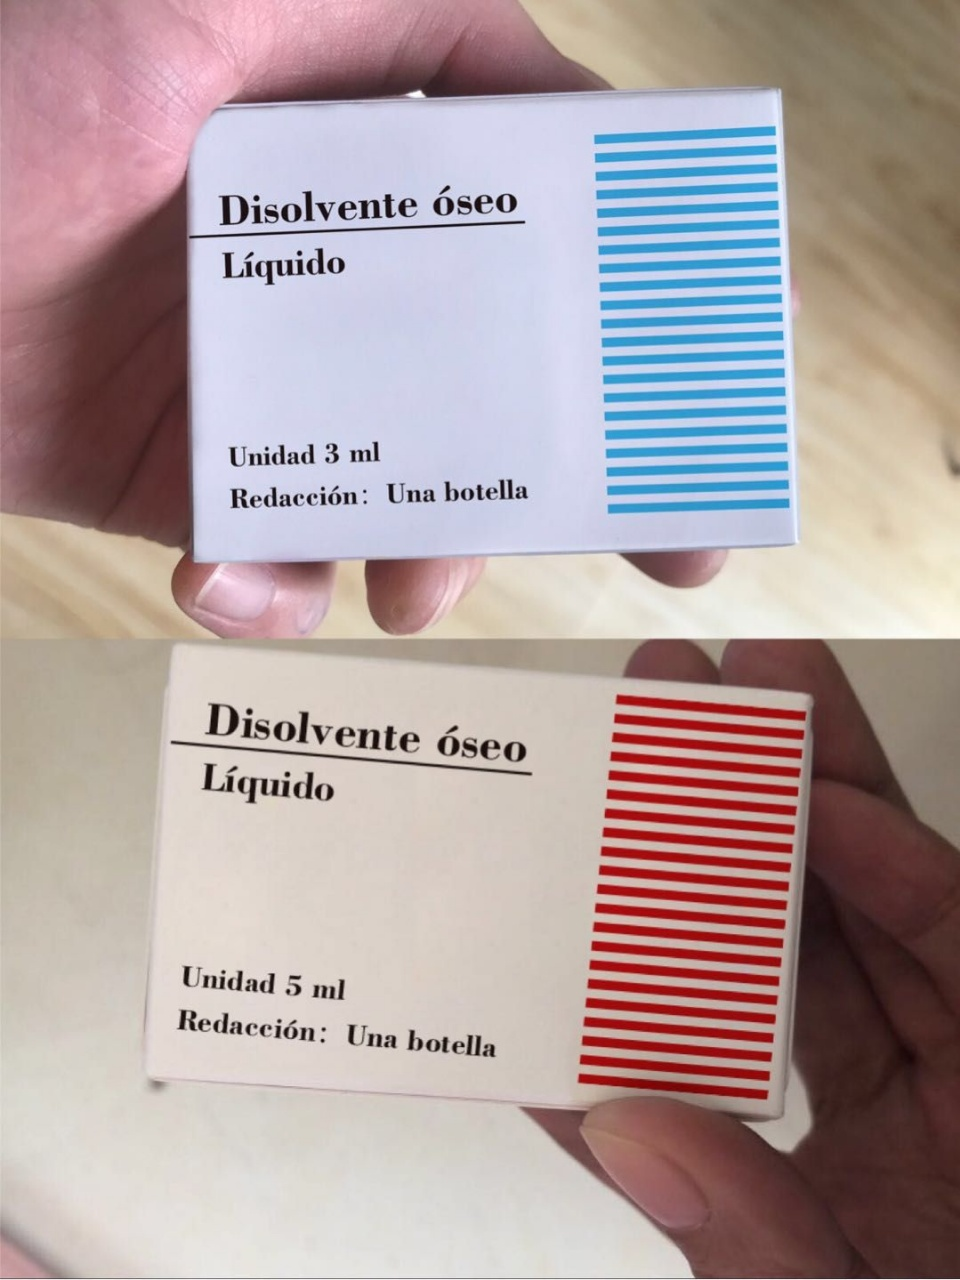 Disolvente óseo
Líquido
Unidad 3 ml
Redacción: Una botella
Disolvente óseo
Líquido
Unidad 5 ml
Redacción: Una botella